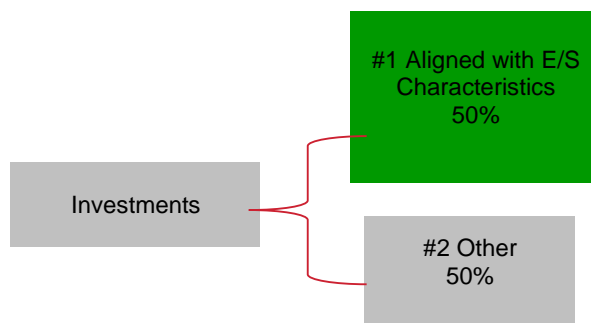 #1 Aligned with E/S
Characteristics
50%
Investments
#2 Other
50%